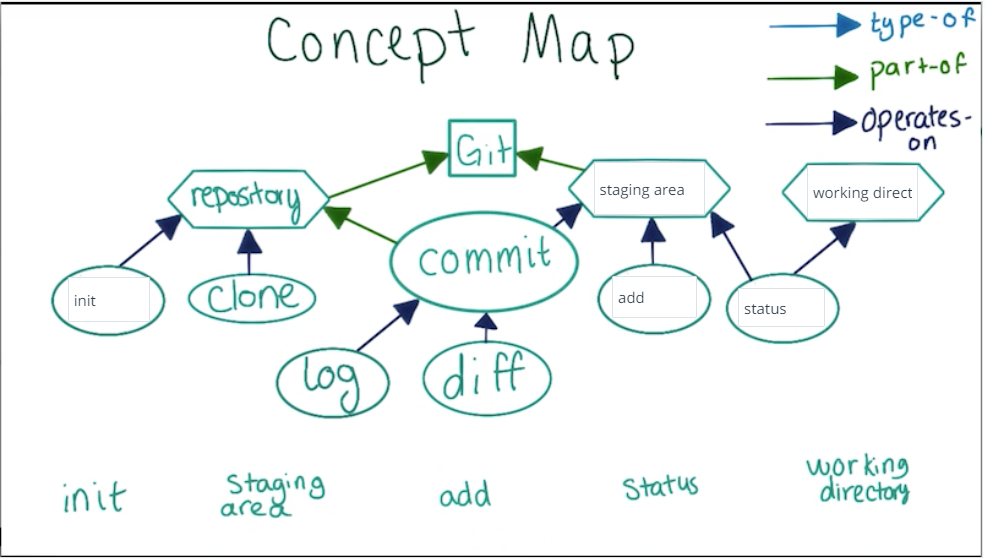 Concept Map
type-of
part-of
operates-
on
Git
repository
staging area
working direct
commit
init
clone
add
status
log
diff
init
Staging
area
add
Status
working
directory